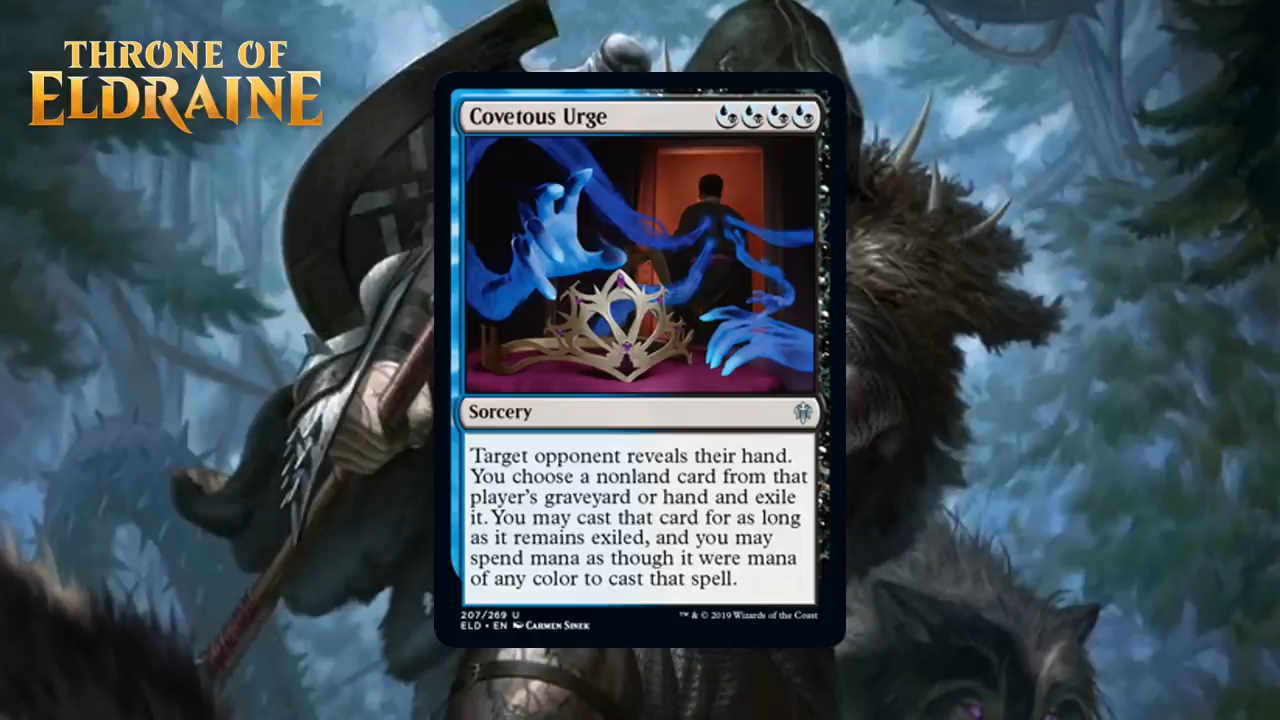 THRONE OF
ELDRAINE
Covetous Urge
Sorcery
Target opponent reveals their hand.
You choose a nonland card from that
player's graveyard or hand and exile
it. You may cast that card for as long
as it remains exiled, and you may
spend mana as though it were mana
of any color to cast that spell.
207/269 U
ELD • EN CARMEN SINEK
™ & © 2019 Wizards of the Coast